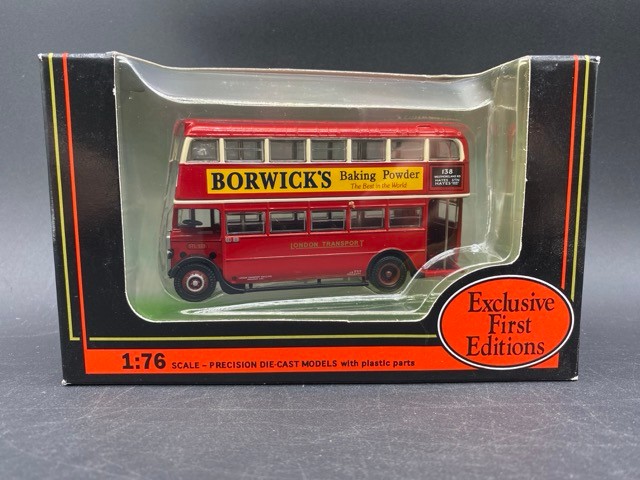 BORWICK'S Baking Powder
The Best in the World
138
LONDON TRANSPORT
Exclusive
First
Editions
1:76 SCALE – PRECISION DIE-CAST MODELS with plastic parts